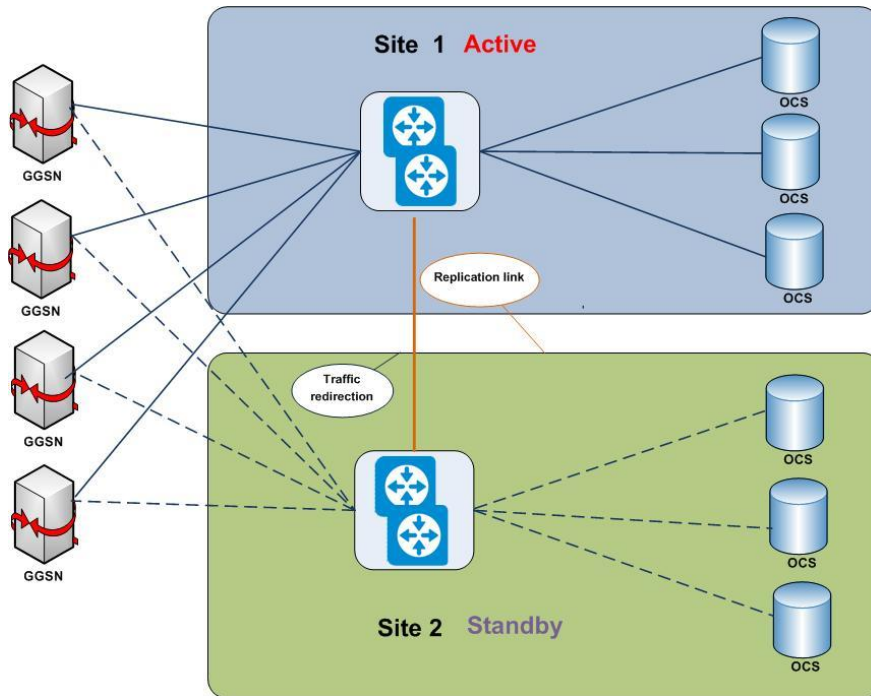 Site 1 Active
GGSN
GGSN
GGSN
GGSN
OCS
OCS
OCS
Replication link
Traffic
redirection
OCS
OCS
OCS
Site 2 Standby